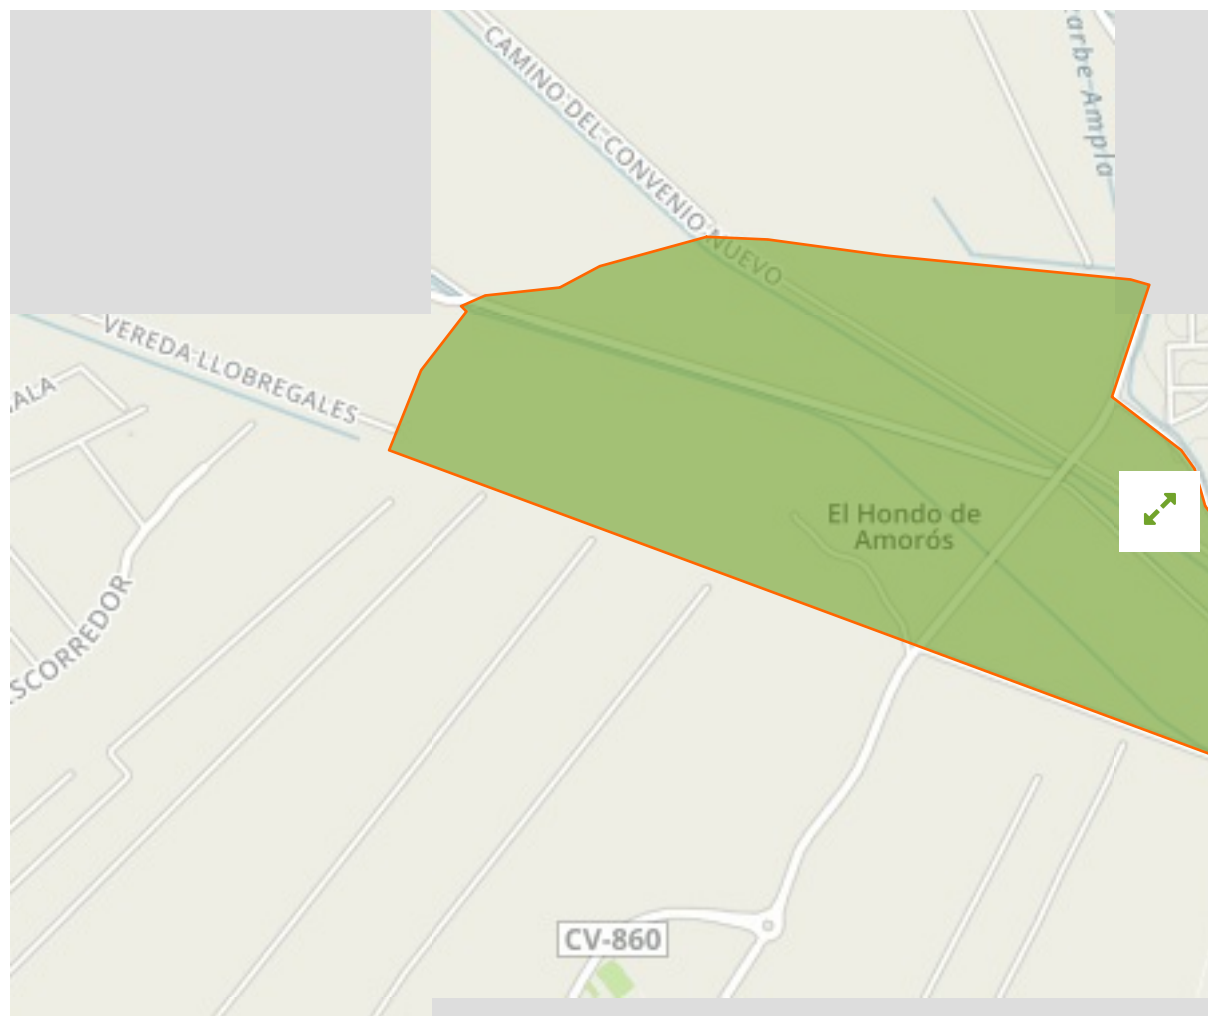 CAMINO DEL CONVENIO NUEVO
VEREDA LLOBREGALES
El Hondo de
Amorós
CV-860